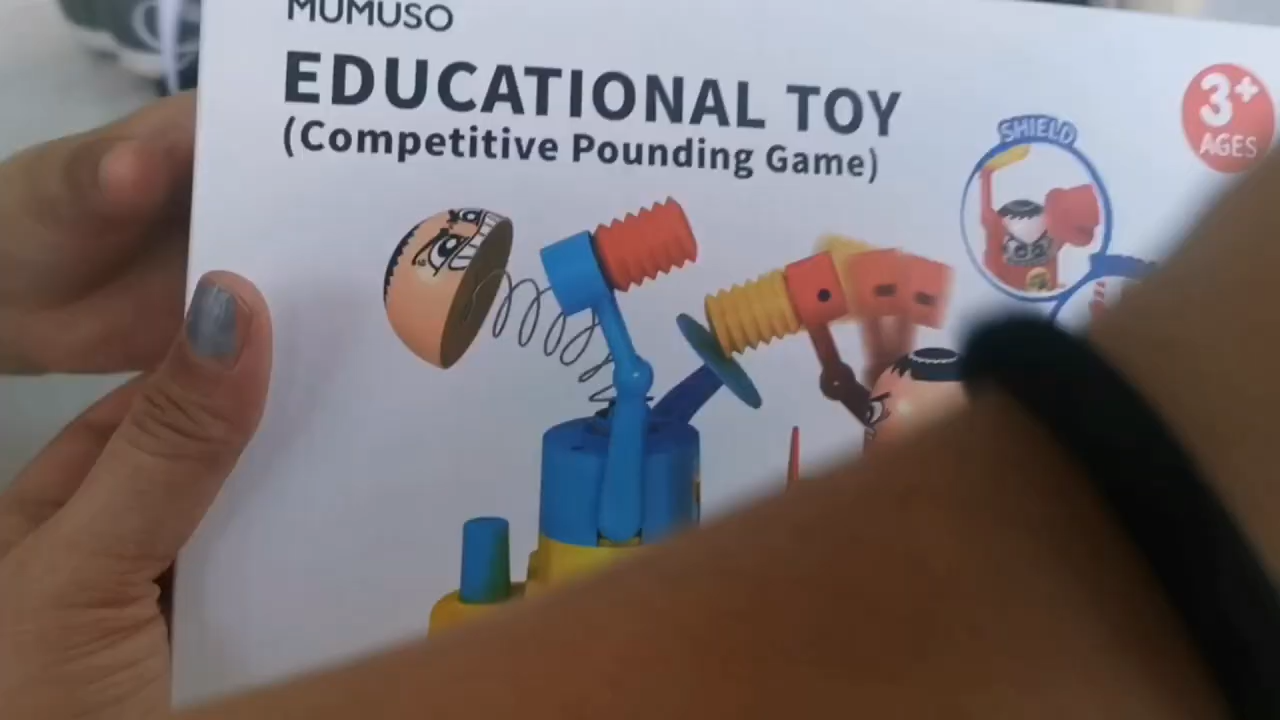 MUMUSO
EDUCATIONAL TOY
(Competitive Pounding Game)
3+
AGES
SHIELD